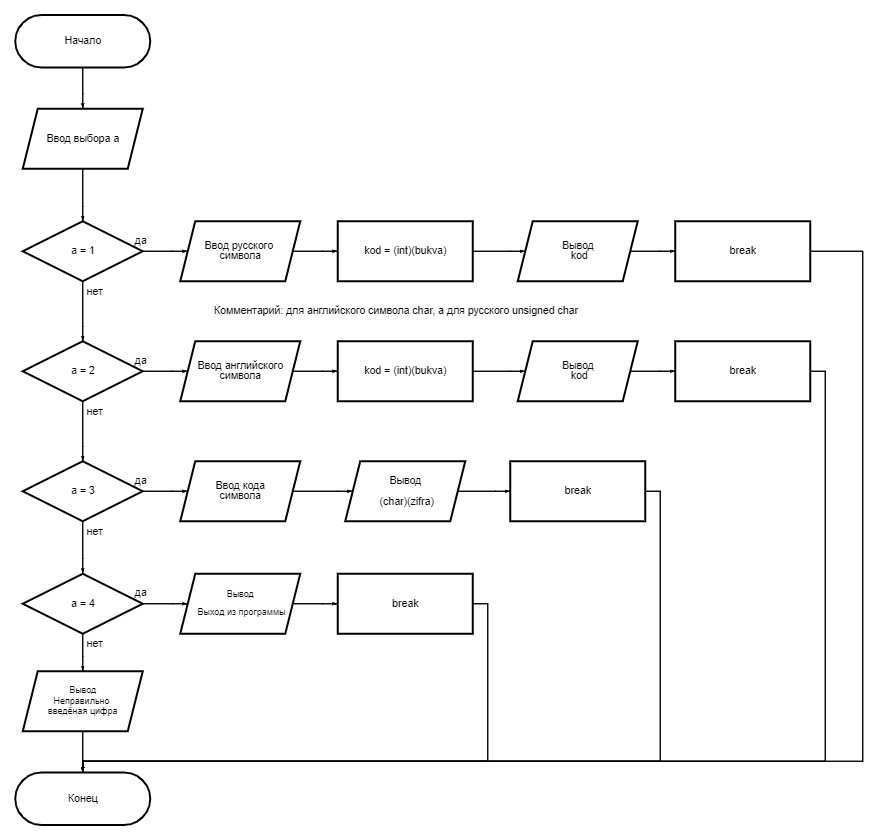 Начало
Ввод выбора a
a = 1
да
Ввод русского
символа
kod = (int)(bukva)
Вывод
kod
break
нет
Комментарий: для английского символа char, а для русского unsigned char
a = 2
да
Ввод английского
символа
kod = (int)(bukva)
Вывод
kod
break
нет
a = 3
да
Ввод кода
символа
Вывод
(char)(zifra)
break
нет
a = 4
да
Вывод
Выход из программы
break
нет
Вывод
Неправильно
введёная цифра
Конец